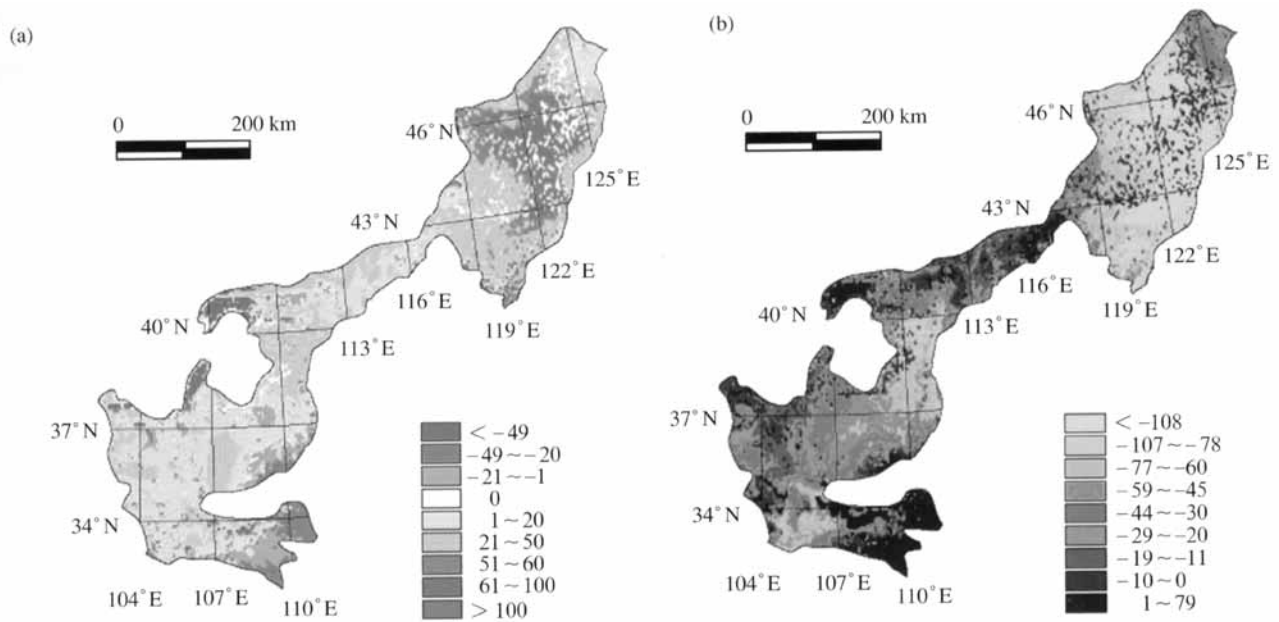 (a)
0 200 km
46° N
125° E
43° N
122° E
116° E
119° E
40° N
113° E
37° N
34° N
104° E 107° E 110° E
< −49
−49 ~ −20
−21 ~ −1
0
1 ~ 20
21 ~ 50
51 ~ 60
61 ~ 100
> 100
(b)
0 200 km
46° N
125° E
43° N
122° E
116° E
119° E
40° N
113° E
37° N
34° N
104° E 107° E 110° E
< −108
−107 ~ −78
−77 ~ −60
−59 ~ −45
−44 ~ −30
−29 ~ −20
−19 ~ −11
−10 ~ 0
1 ~ 79